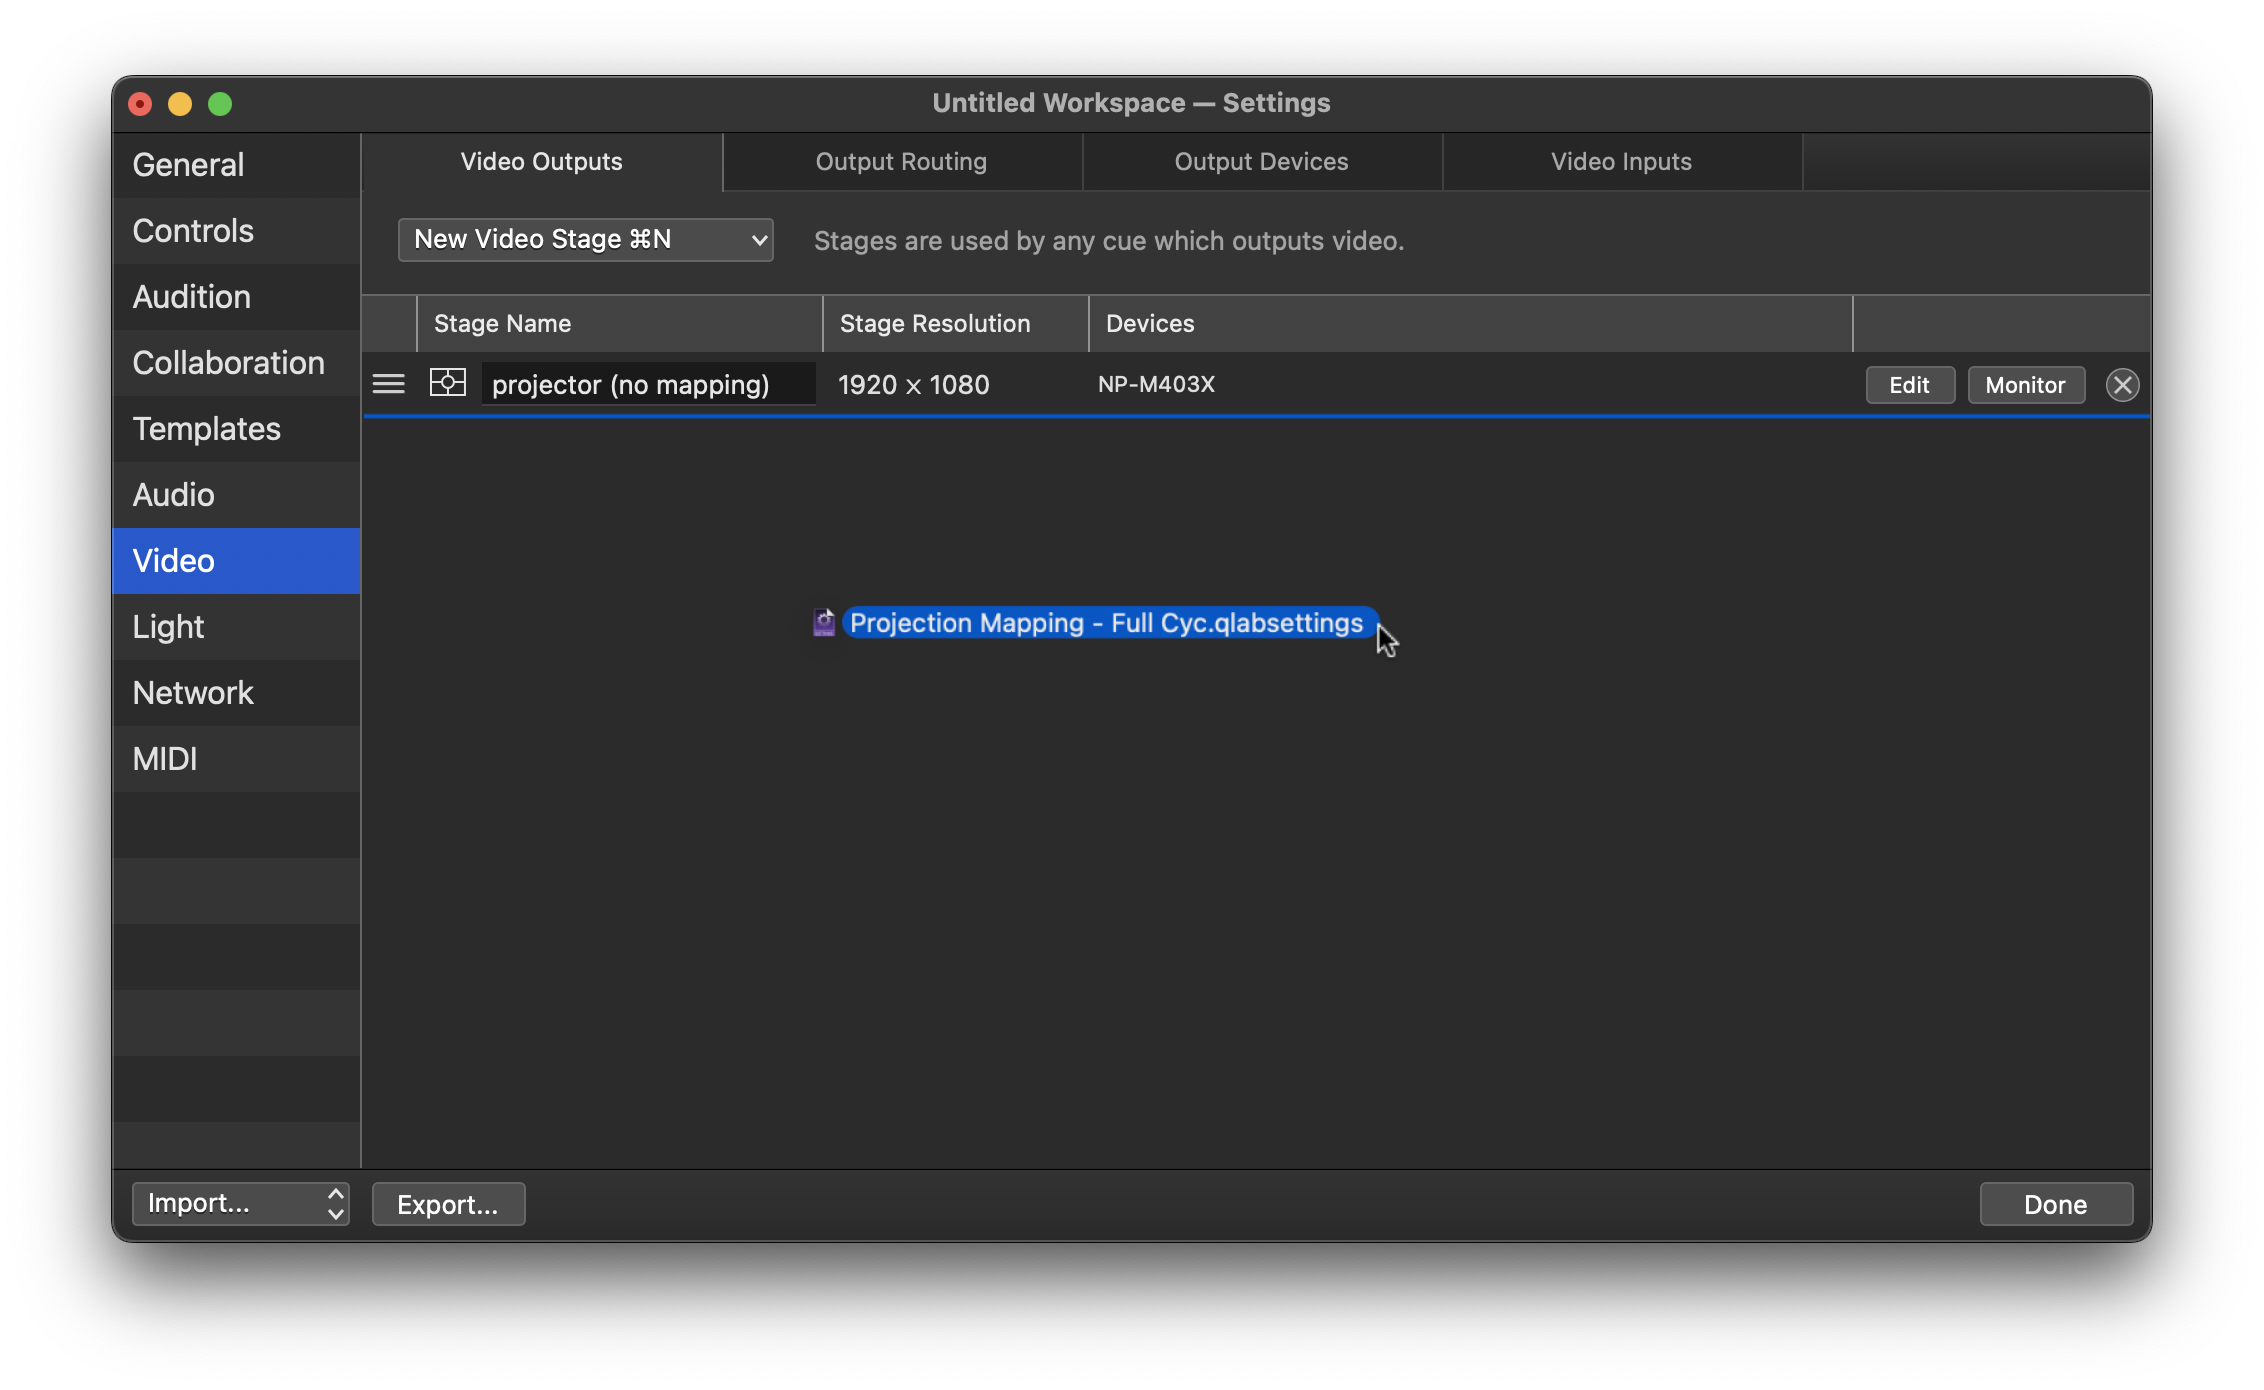 Untitled Workspace — Settings
General
Controls
Audition
Collaboration
Templates
Audio
Video
Light
Network
MIDI
Video Outputs
Output Routing
Output Devices
Video Inputs
New Video Stage ⌘N
Stages are used by any cue which outputs video.
Stage Name
Stage Resolution
Devices
projector (no mapping)
1920 x 1080
NP-M403X
Edit
Monitor
Projection Mapping - Full Cyc.qlabsettings
Import...
Export...
Done